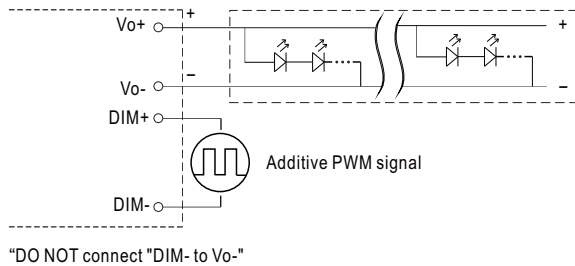 Vo+
+
+
–
Vo-
–
DIM+
Additive PWM signal
DIM-
“DO NOT connect "DIM- to Vo-"